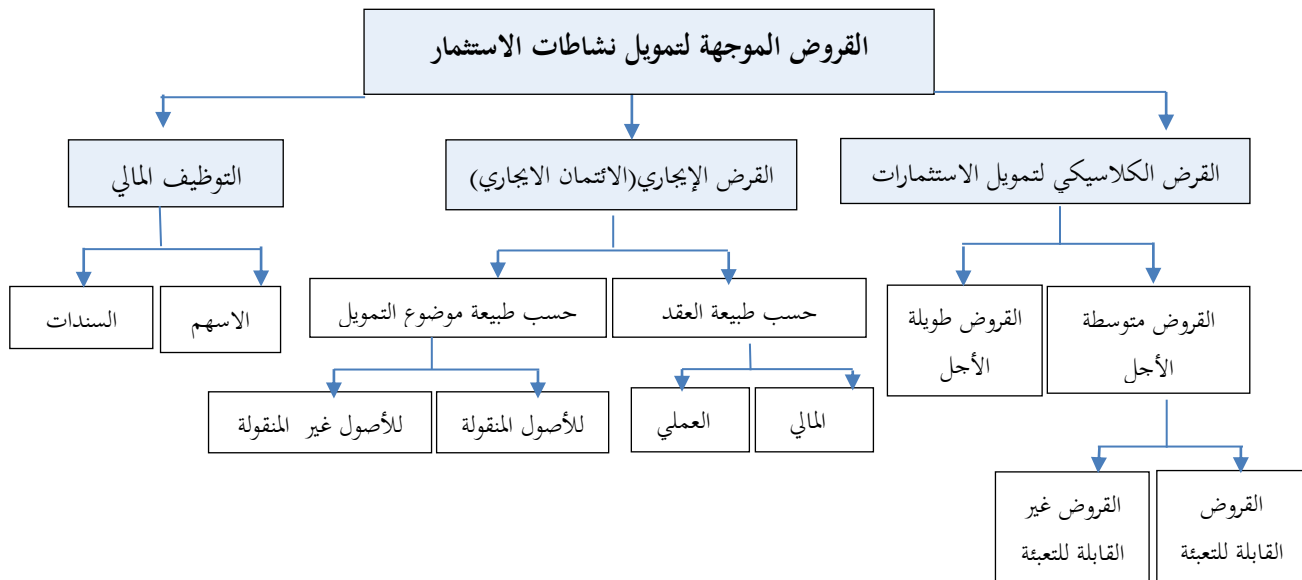 القروض الموجهة لتمويل نشاطات الاستثمار
القرض الكلاسيكي لتمويل الاستثمارات
القرض الإيجاري(الائتمان الايجاري)
التوظيف المالي
القروض متوسطة
الأجل
القروض طويلة
الأجل
حسب طبيعة العقد
حسب طبيعة موضوع التمويل
الاسهم
السندات
المالي
العملي
للأصول المنقولة
للأصول غير المنقولة
القروض
القابلة للتعبئة
القروض غير
القابلة للتعبئة